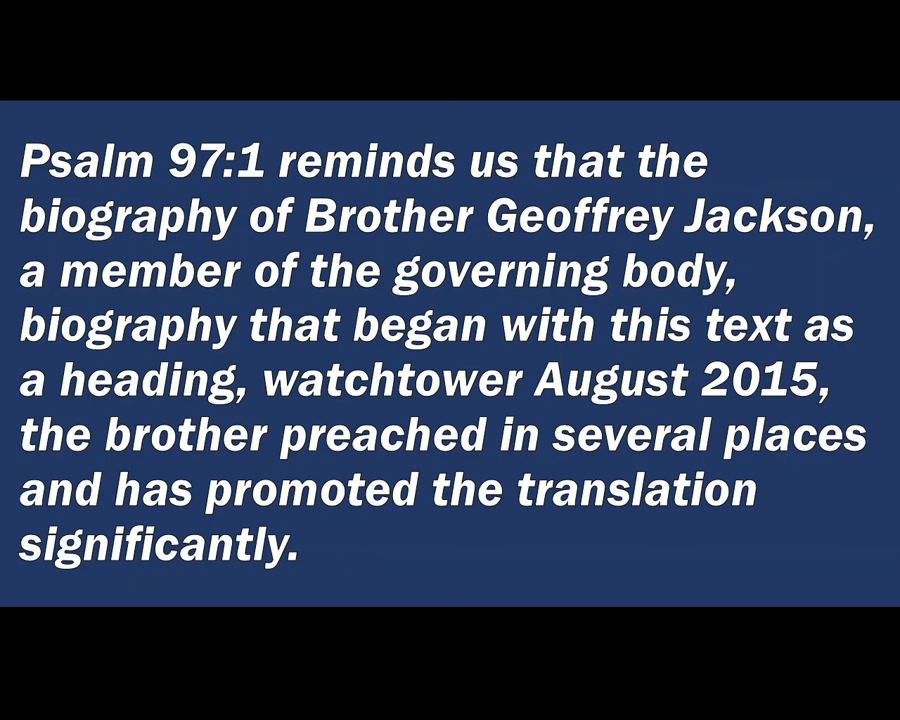 Psalm 97:1 reminds us that the
biography of Brother Geoffrey Jackson,
a member of the governing body,
biography that began with this text as
a heading, watchtower August 2015,
the brother preached in several places
and has promoted the translation
significantly.